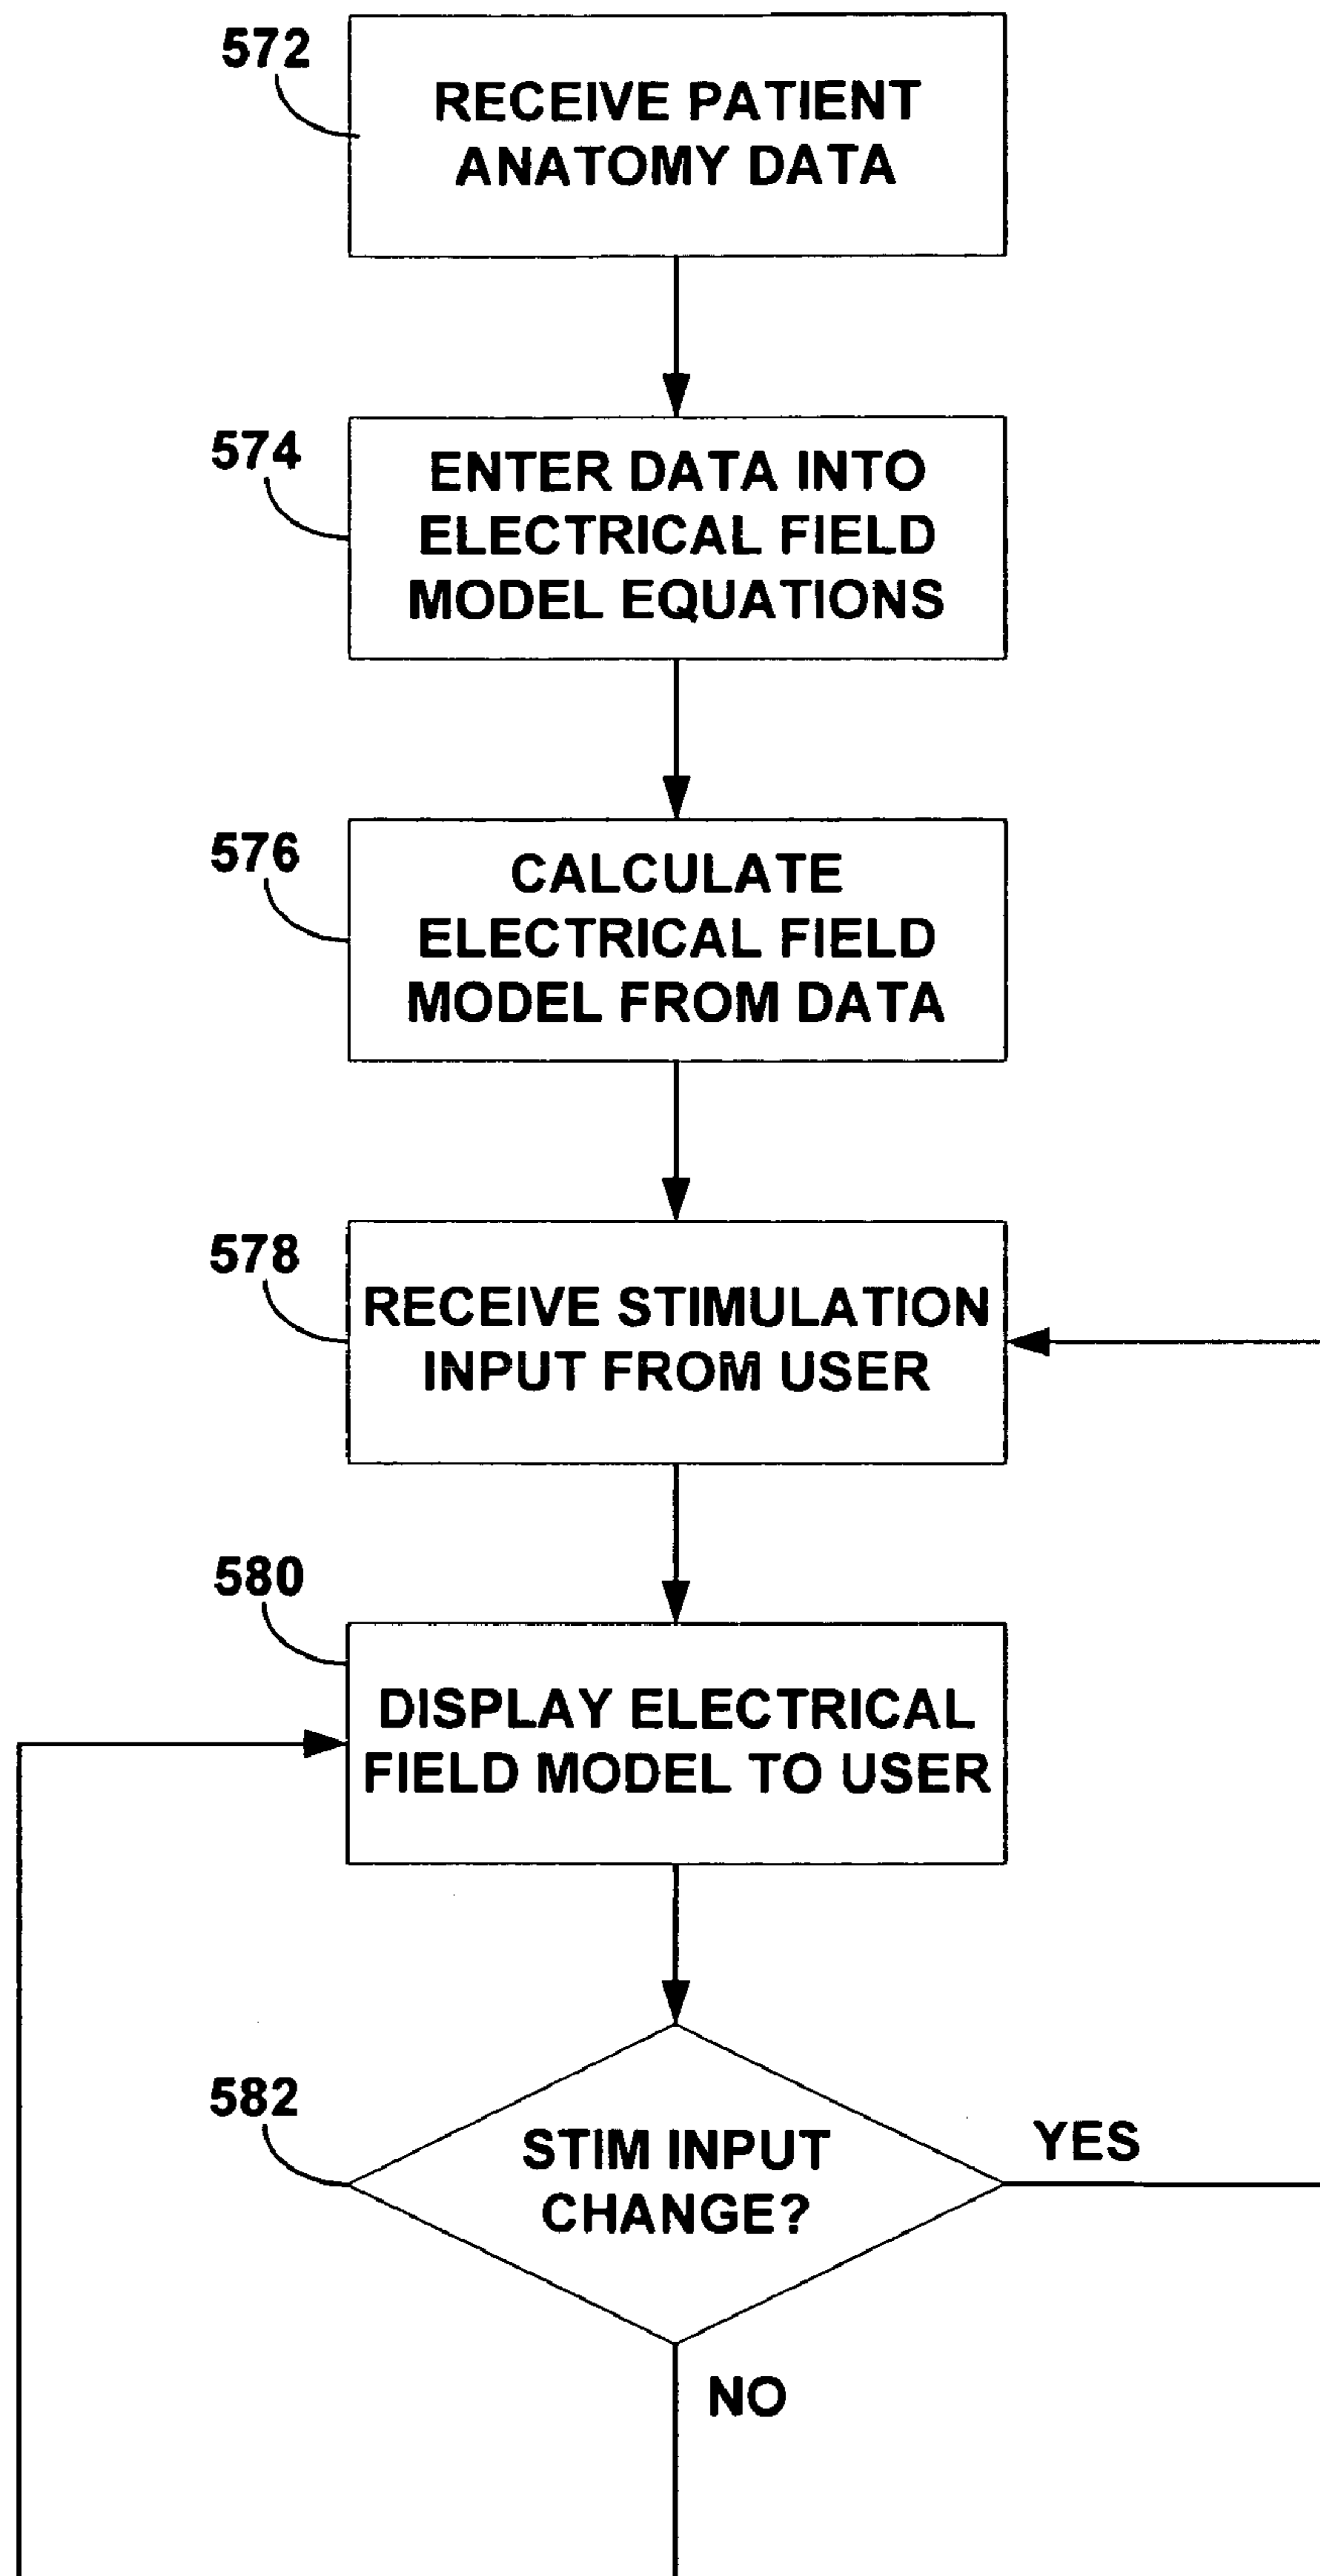 572
RECEIVE PATIENT
ANATOMY DATA
574
ENTER DATA INTO
ELECTRICAL FIELD
MODEL EQUATIONS
576
CALCULATE
ELECTRICAL FIELD
MODEL FROM DATA
578
RECEIVE STIMULATION
INPUT FROM USER
580
DISPLAY ELECTRICAL
FIELD MODEL TO USER
582
STIM INPUT
CHANGE?
YES
NO